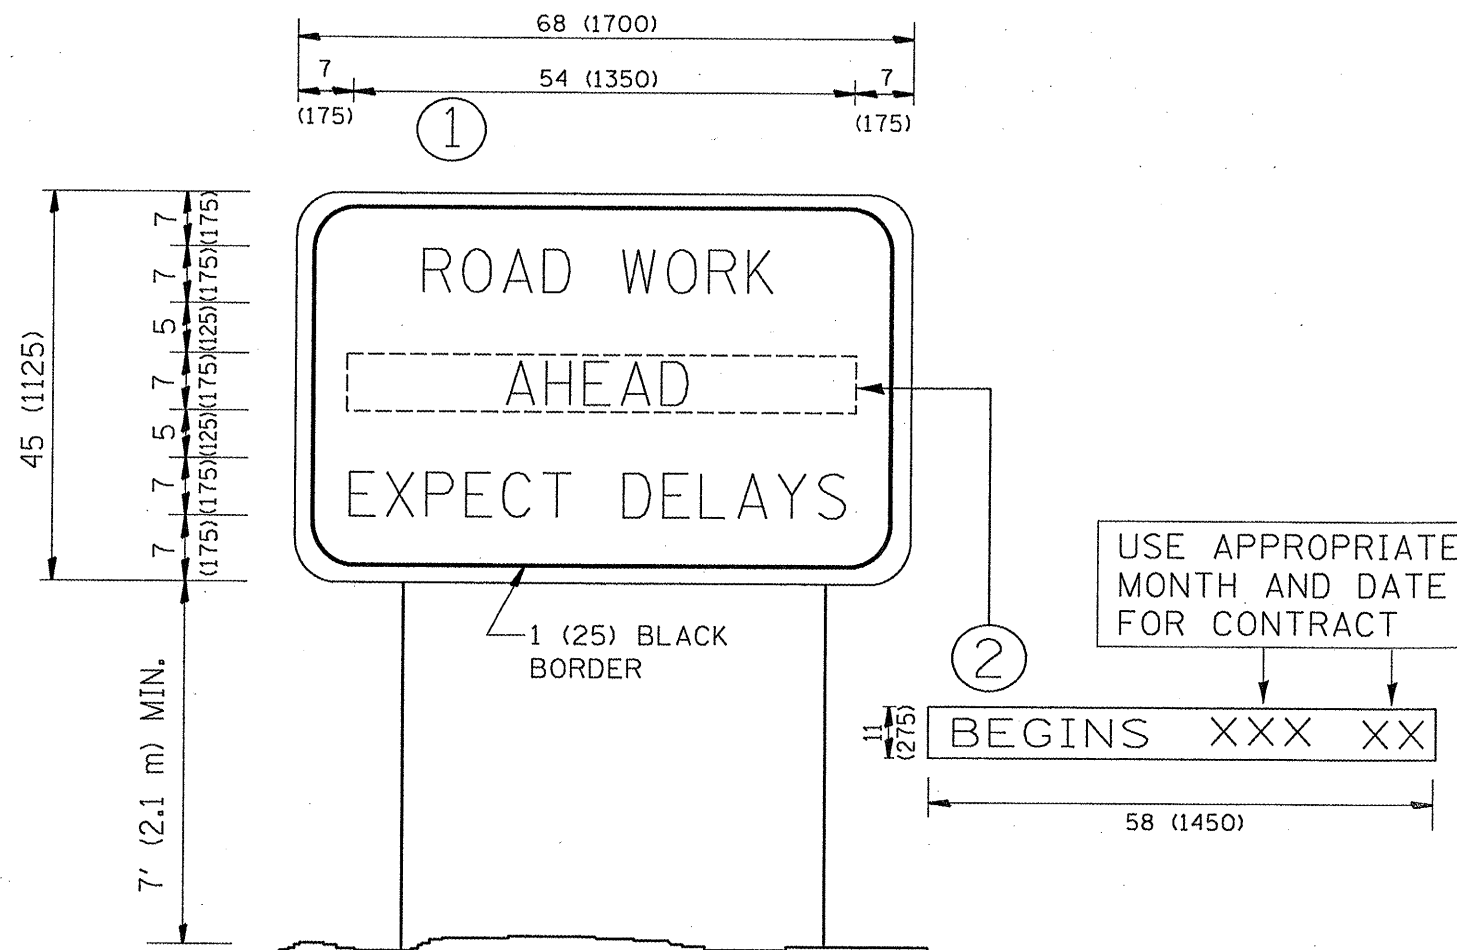 68 (1700)
7 54 (1350) 7
(175) (175)
1
7 (175)
7 (175)
5 (125)
7 (175)
5 (125)
7 (175)
7 (175)
45 (1125)
ROAD WORK
AHEAD
EXPECT DELAYS
1 (25) BLACK
BORDER
7' (2.1 m) MIN.
2
USE APPROPRIATE
MONTH AND DATE
FOR CONTRACT
11
(275)
BEGINS XXX XX
58 (1450)